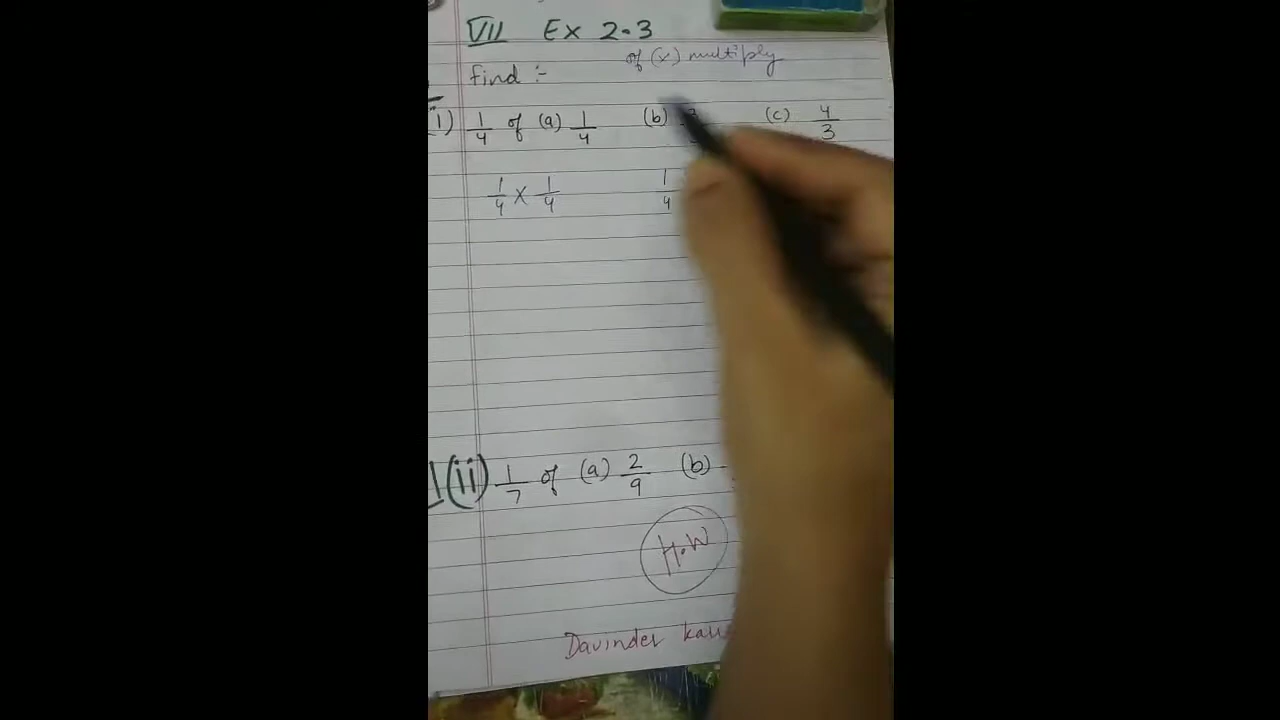 VII Ex 2.3
of (x) multiply
find :-
(i) 1/4 of (a) 1/4 (b) (c) 4/3
1/4 x 1/4 1/4
1(ii) 1/7 of (a) 2/9 (b)
H.W
Davinder